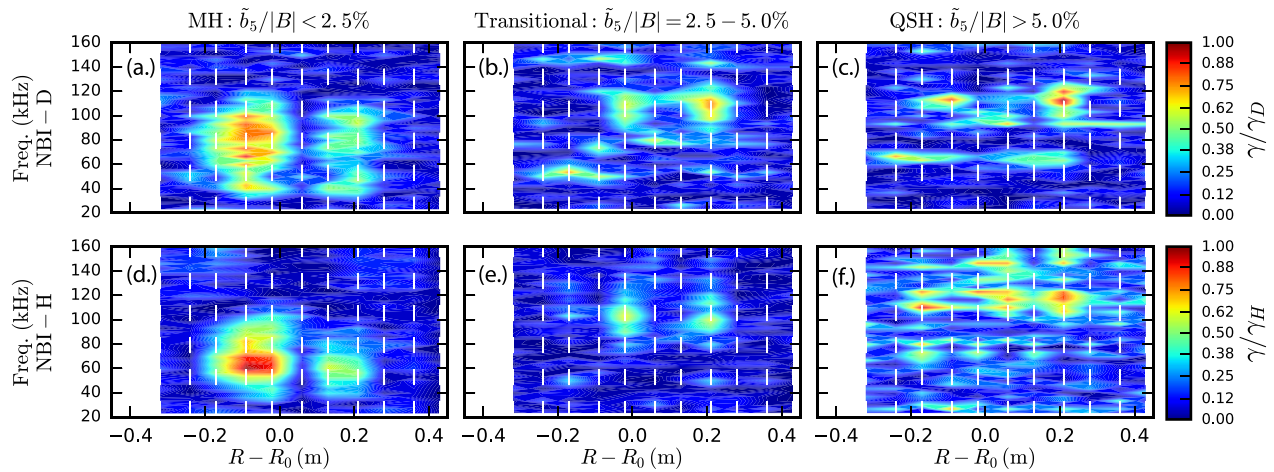 MH: b̃₅/|B| < 2.5%
Transitional: b̃₅/|B| = 2.5 − 5.0%
QSH: b̃₅/|B| > 5.0%
Freq. (kHz)
NBI − D
160
140
120
100
80
60
40
20
(a.)
(b.)
(c.)
1.00
0.88
0.75
0.62
0.50
0.38
0.25
0.12
0.00
γ/γD
Freq. (kHz)
NBI − H
160
140
120
100
80
60
40
20
(d.)
(e.)
(f.)
1.00
0.88
0.75
0.62
0.50
0.38
0.25
0.12
0.00
γ/γH
−0.4 −0.2 0.0 0.2 0.4
−0.4 −0.2 0.0 0.2 0.4
−0.4 −0.2 0.0 0.2 0.4
R − R₀ (m)
R − R₀ (m)
R − R₀ (m)